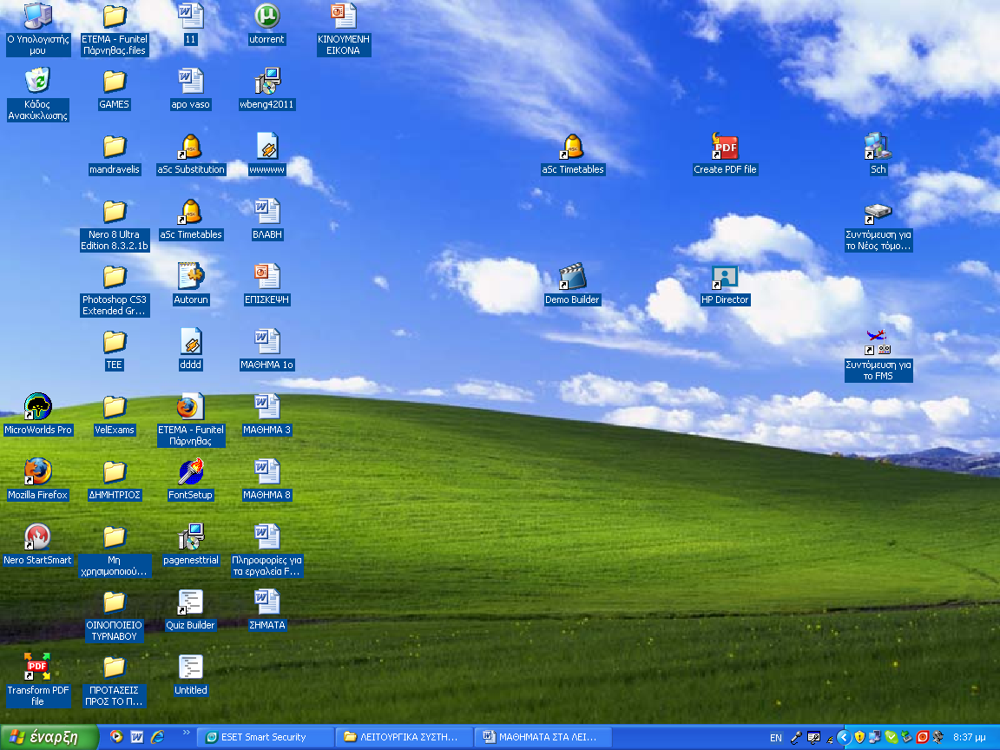 Ο Υπολογιστής
μου
ETEMA - Funitel
Πάρνηθας.files
11
utorrent
ΚΙΝΟΥΜΕΝΗ
ΕΙΚΟΝΑ
Κάδος
Ανακύκλωσης
GAMES
apo vaso
wbeng42011
mandravelis
aSc Substitution
wwwww
aSc Timetables
Create PDF file
Sch
Nero 8 Ultra
Edition 8.3.2.1b
aSc Timetables
ΒΛΑΒΗ
Συντόμευση για
το Νέος τόμο...
Photoshop CS3
Extended Gr...
Autorun
ΕΠΙΣΚΕΨΗ
Demo Builder
HP Director
TEE
dddd
ΜΑΘΗΜΑ 1ο
Συντόμευση για
το FMS
MicroWorlds Pro
VelExams
ETEMA - Funitel
Πάρνηθας
ΜΑΘΗΜΑ 3
Mozilla Firefox
ΔΗΜΗΤΡΙΟΣ
FontSetup
ΜΑΘΗΜΑ 8
Nero StartSmart
Μη
χρησιμοποιού...
pagenesttrial
Πληροφορίες για
τα εργαλεία F...
ΟΙΝΟΠΟΙΕΙΟ
ΤΥΡΝΑΒΟΥ
Quiz Builder
ΣΗΜΑΤΑ
PDF
Transform PDF
file
ΠΡΟΤΑΣΕΙΣ
ΠΡΟΣ ΤΟ Π...
Untitled
έναρξη
ESET Smart Security
ΛΕΙΤΟΥΡΓΙΚΑ ΣΥΣΤΗ...
ΜΑΘΗΜΑΤΑ ΣΤΑ ΛΕΙ...
EN
8:37 μμ